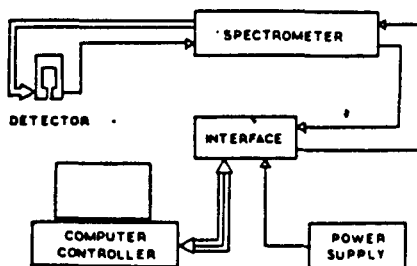 SPECTROMETER
DETECTOR
INTERFACE
COMPUTER
CONTROLLER
POWER
SUPPLY